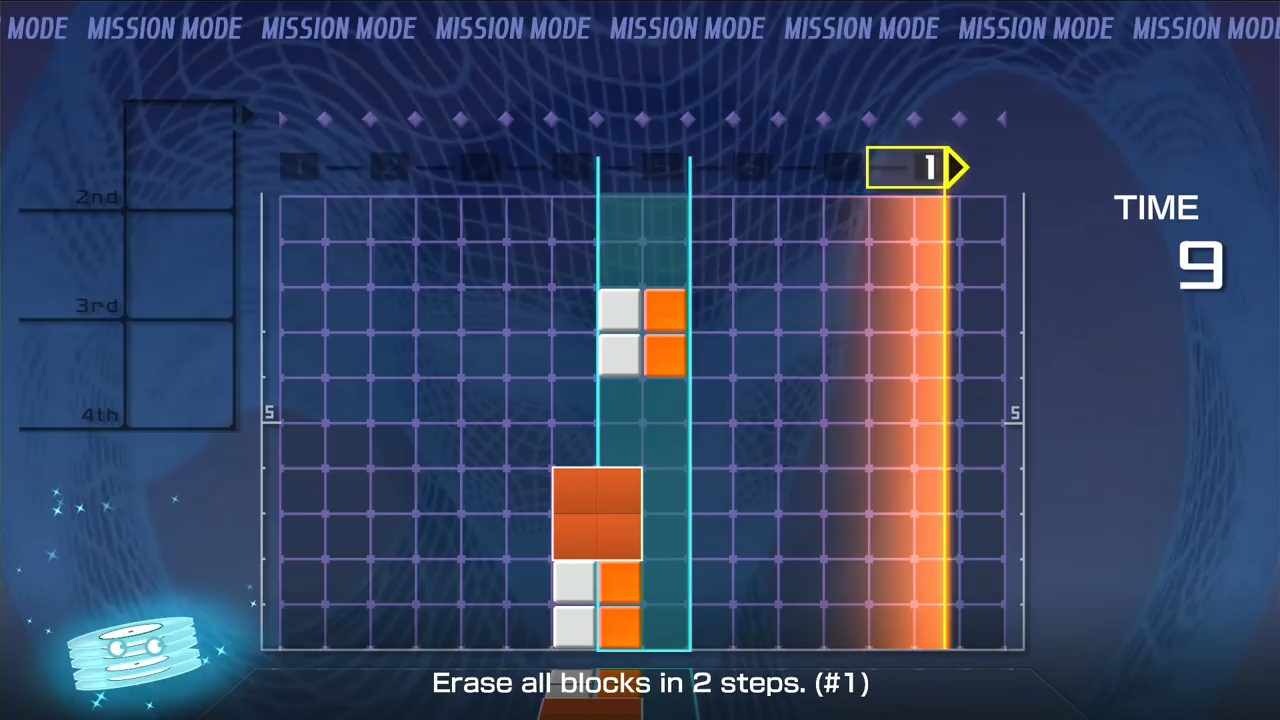 MODE MISSION MODE MISSION MODE MISSION MODE MISSION MODE MISSION MODE MISSION MODE MISSION MODE
1
2nd
TIME
9
3rd
4th
5 5
Erase all blocks in 2 steps. (#1)